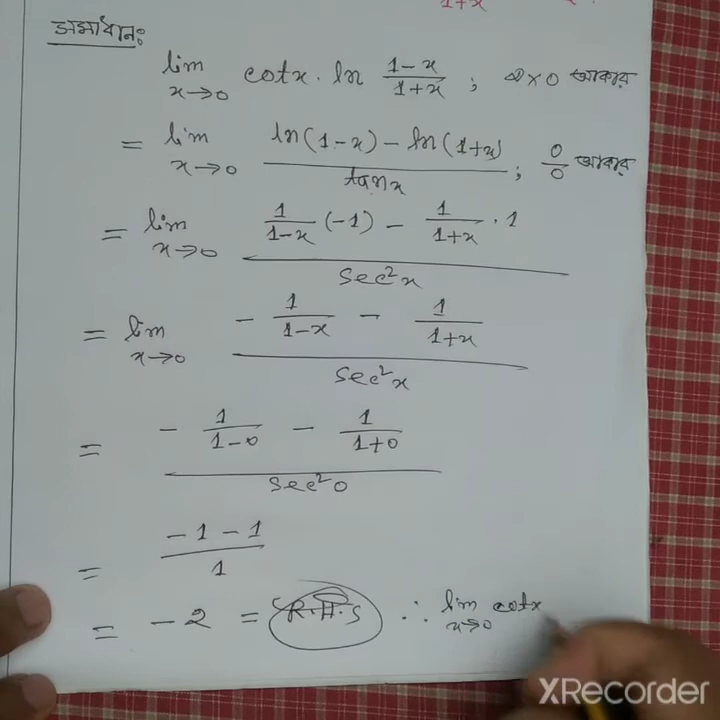 1+x
সমাধানঃ
lim x→0 cotx · ln (1-x)/(1+x) ; ∞×0 আকার
= lim x→0 (ln(1-x) - ln(1+x))/tanx ; 0/0 আকার
= lim x→0 (1/(1-x) (-1) - 1/(1+x) · 1)/sec²x
= lim x→0 (- 1/(1-x) - 1/(1+x))/sec²x
= (- 1/(1-0) - 1/(1+0))/sec²0
= (-1-1)/1
= -2 = R.H.S ∴ lim x→0 cotx
XRecorder